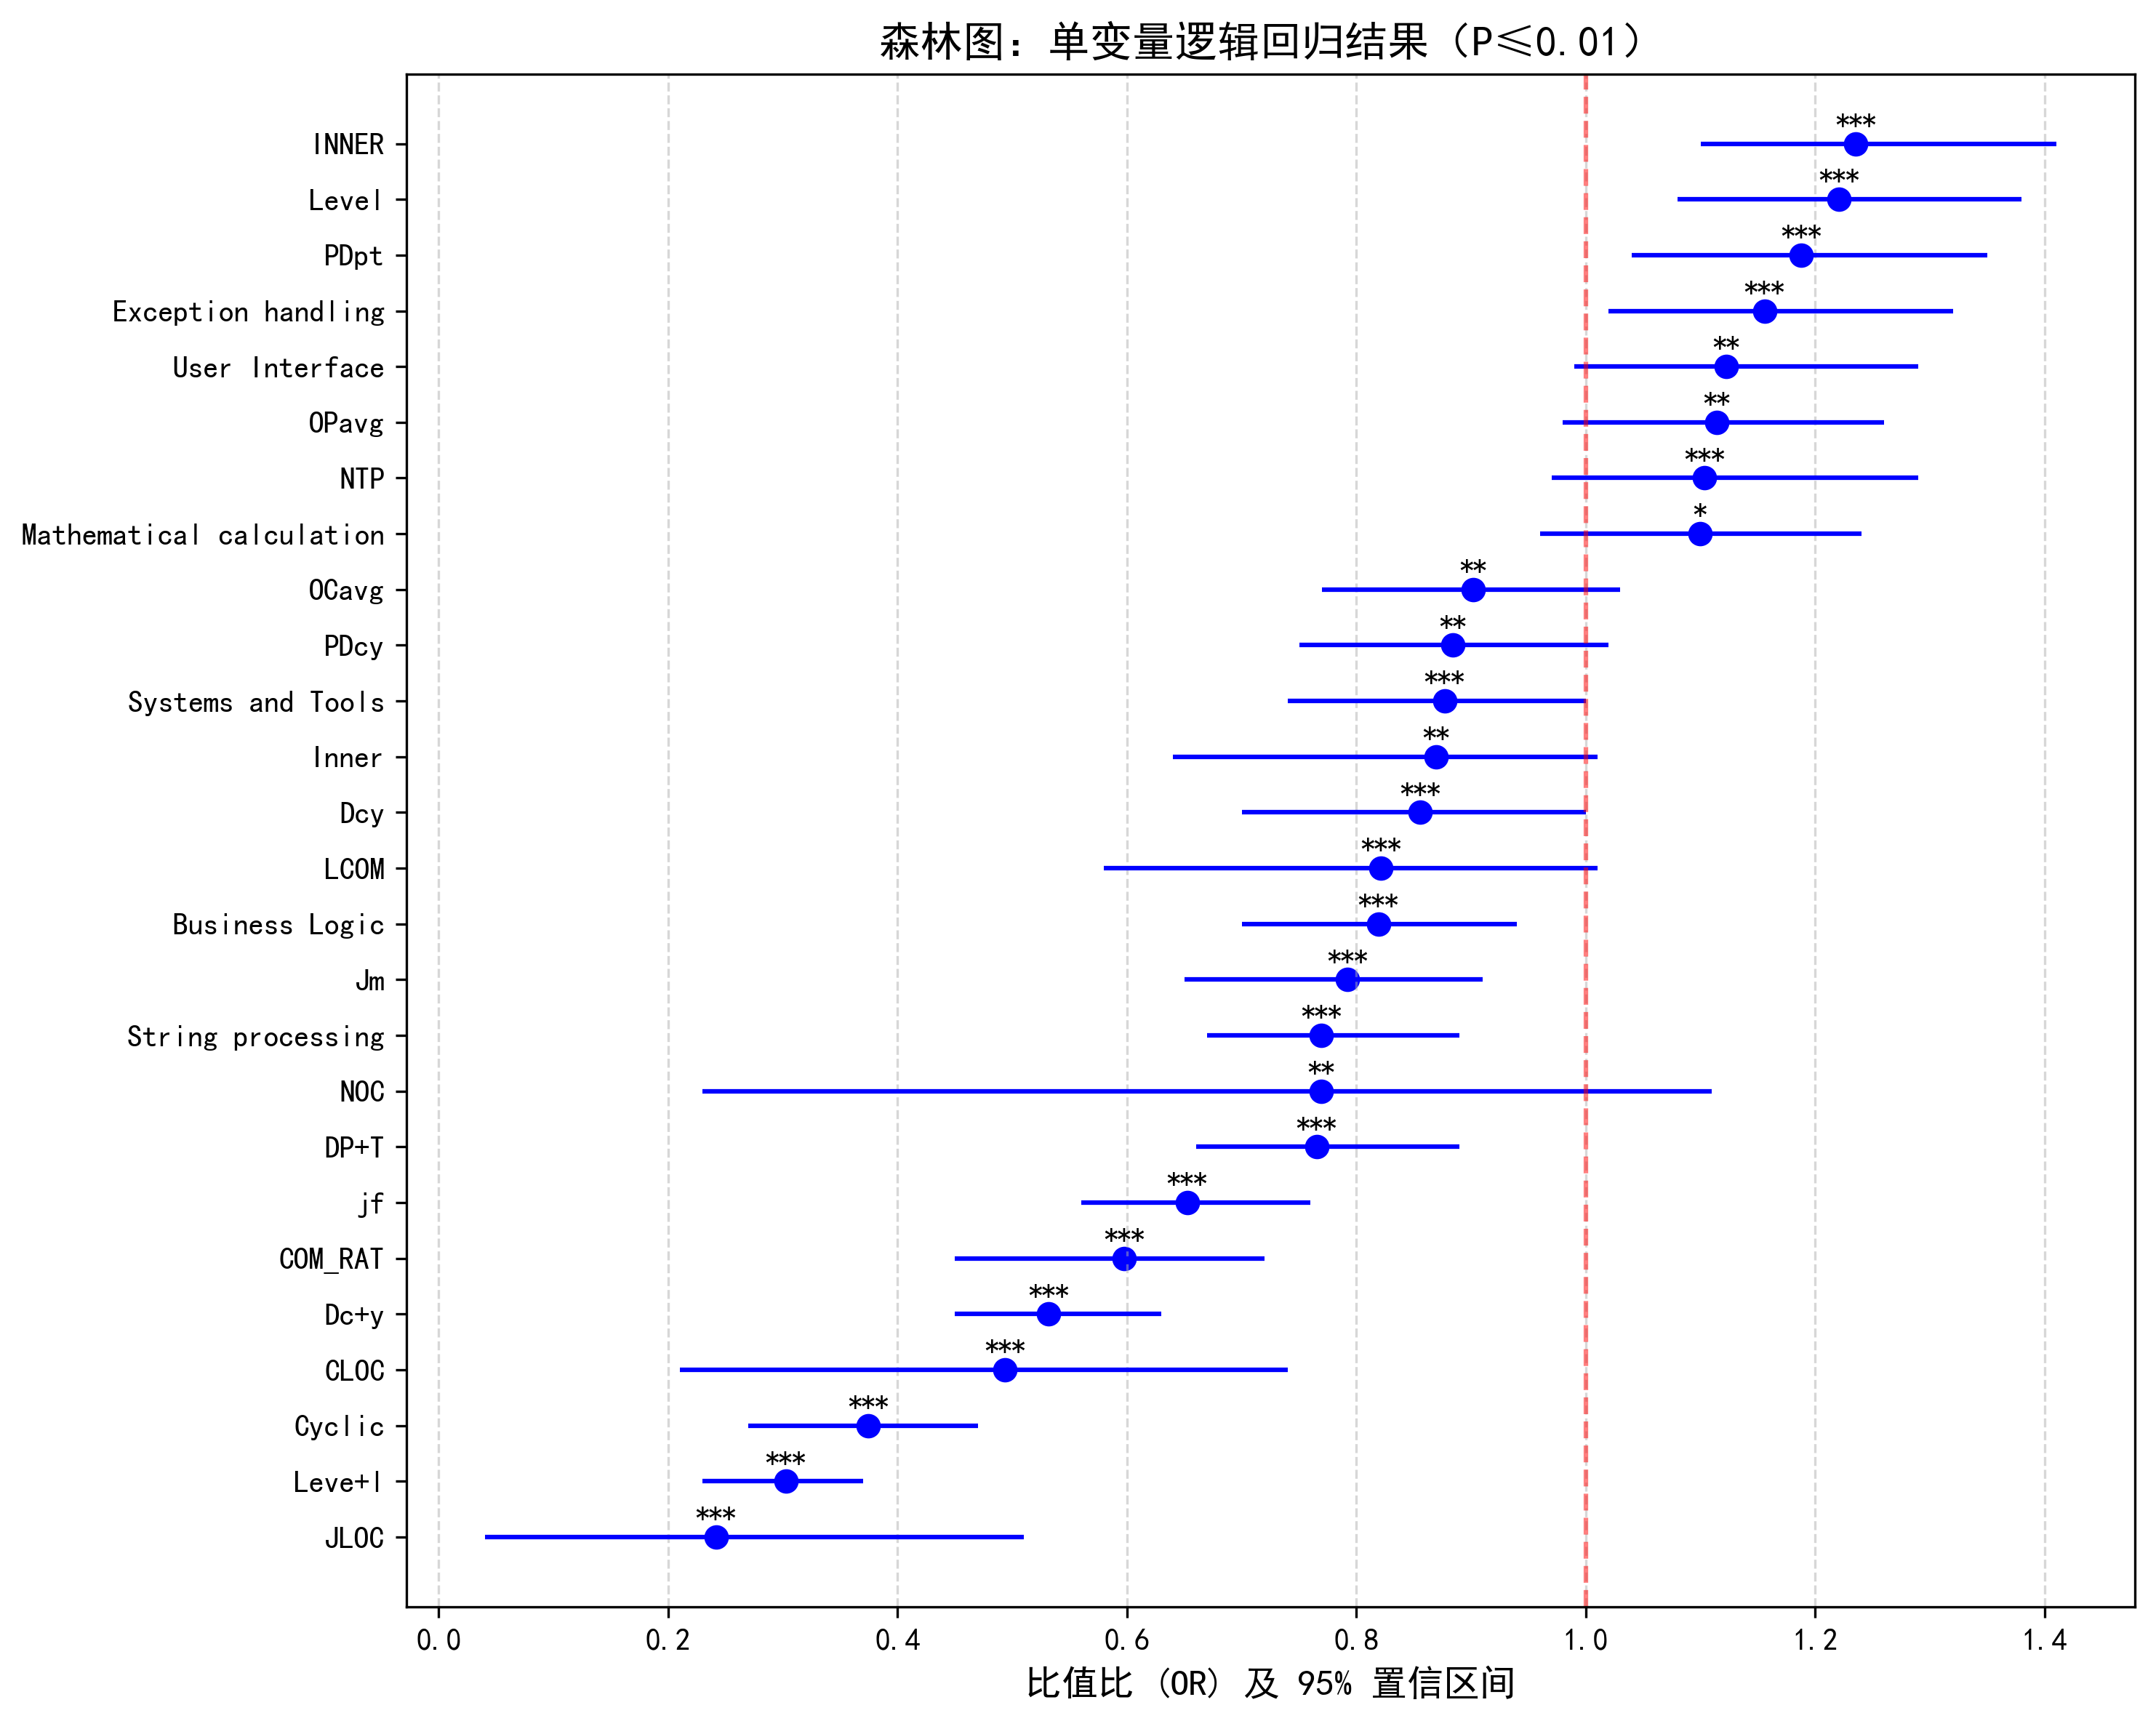 森林图：单变量逻辑回归结果（P≤0.01）
INNER ***
Level ***
PDpt ***
Exception handling ***
User Interface **
OPavg **
NTP ***
Mathematical calculation *
OCavg **
PDcy **
Systems and Tools ***
Inner **
Dcy ***
LCOM ***
Business Logic ***
Jm ***
String processing ***
NOC **
DP+T ***
jf ***
COM_RAT ***
Dc+y ***
CLOC ***
Cyclic ***
Leve+l ***
JLOC ***
0.0 0.2 0.4 0.6 0.8 1.0 1.2 1.4
比值比 (OR) 及 95% 置信区间